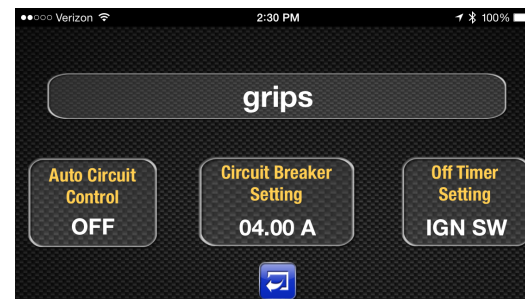 ●●○○○ Verizon 2:30 PM 100%
grips
Auto Circuit Circuit Breaker Off Timer
Control Setting Setting
OFF 04.00 A IGN SW